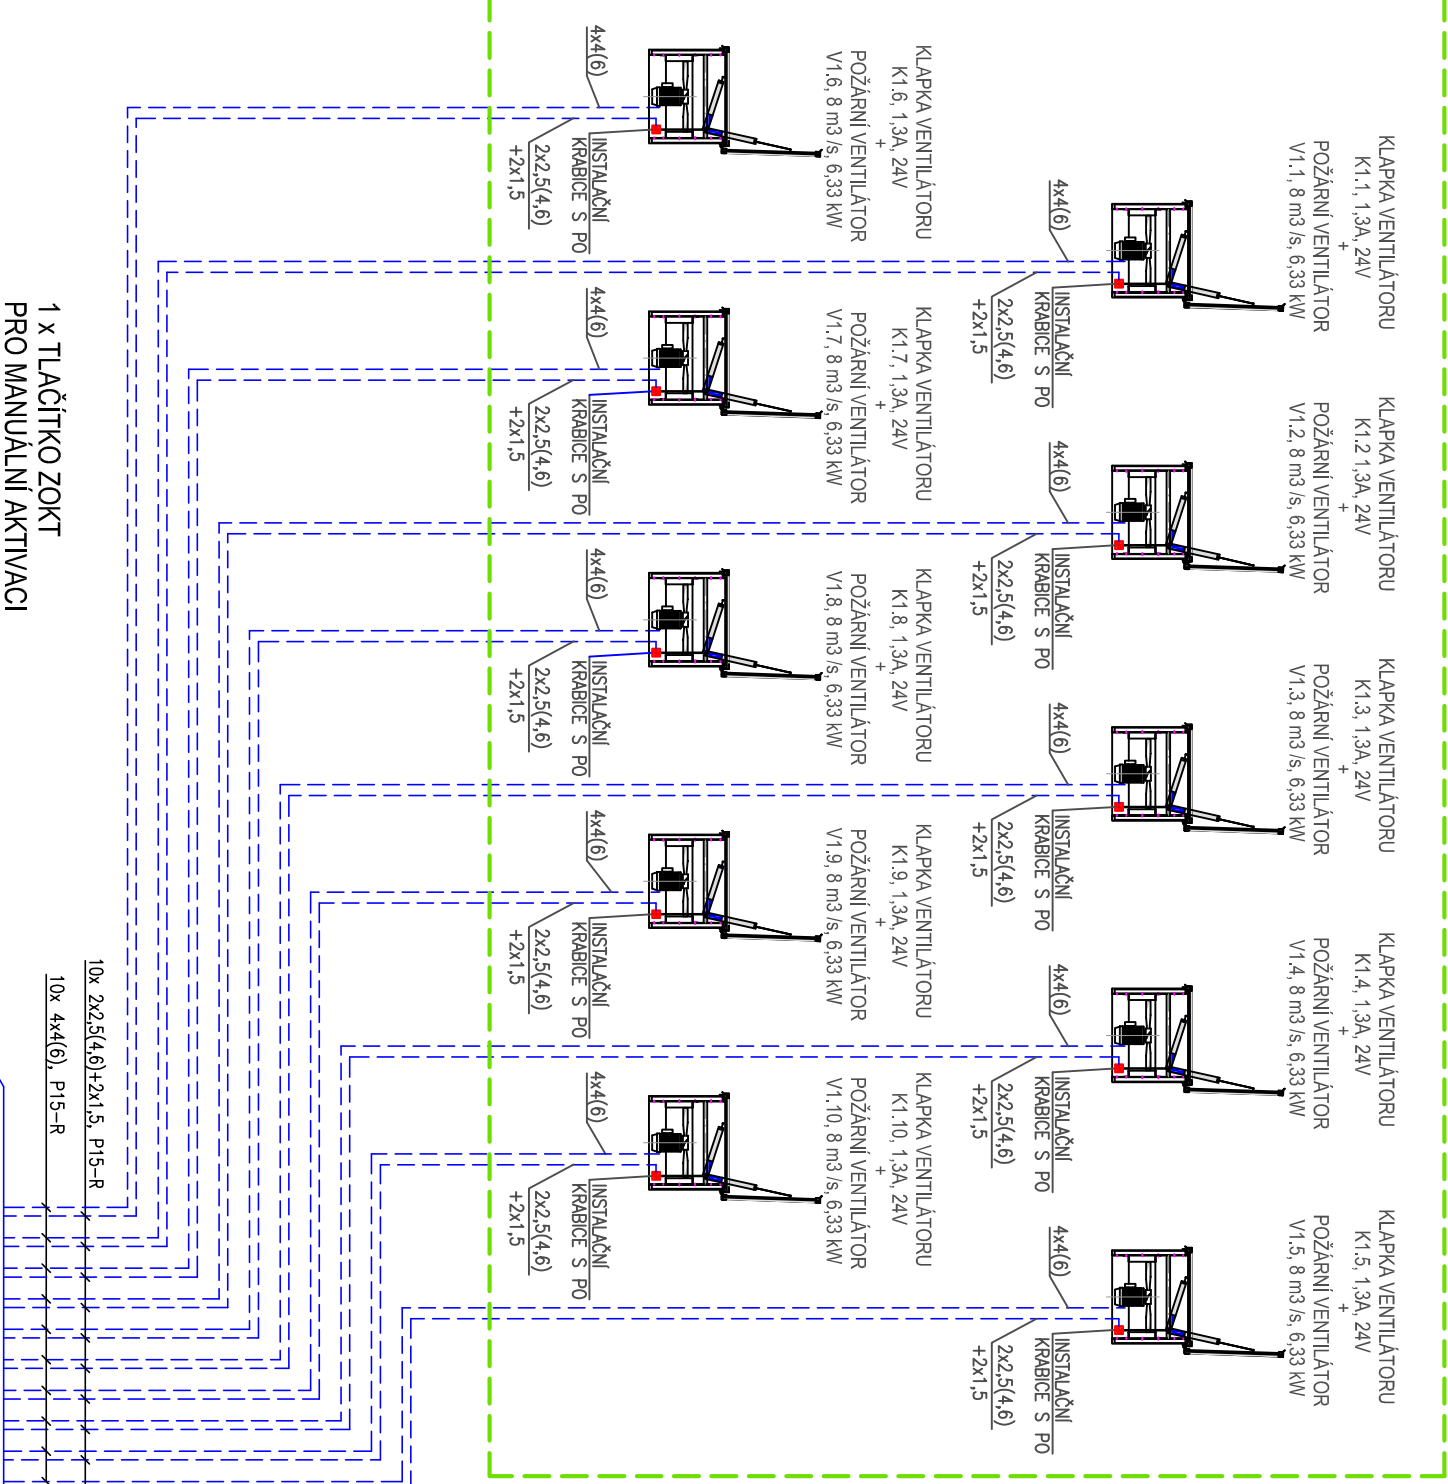 KLAPKA VENTILÁTORU
K1.1, 1,3A, 24V
+
POŽÁRNÍ VENTILÁTOR
V1.1, 8 m3 /s, 6,33 kW
4x4(6)
INSTALAČNÍ
KRABICE S PO
2x2,5(4,6)
+2x1,5
KLAPKA VENTILÁTORU
K1.2 1,3A, 24V
+
POŽÁRNÍ VENTILÁTOR
V1.2, 8 m3 /s, 6,33 kW
4x4(6)
INSTALAČNÍ
KRABICE S PO
2x2,5(4,6)
+2x1,5
KLAPKA VENTILÁTORU
K1.3, 1,3A, 24V
+
POŽÁRNÍ VENTILÁTOR
V1.3, 8 m3 /s, 6,33 kW
4x4(6)
INSTALAČNÍ
KRABICE S PO
2x2,5(4,6)
+2x1,5
KLAPKA VENTILÁTORU
K1.4, 1,3A, 24V
+
POŽÁRNÍ VENTILÁTOR
V1.4, 8 m3 /s, 6,33 kW
4x4(6)
INSTALAČNÍ
KRABICE S PO
2x2,5(4,6)
+2x1,5
KLAPKA VENTILÁTORU
K1.5, 1,3A, 24V
+
POŽÁRNÍ VENTILÁTOR
V1.5, 8 m3 /s, 6,33 kW
4x4(6)
INSTALAČNÍ
KRABICE S PO
2x2,5(4,6)
+2x1,5
KLAPKA VENTILÁTORU
K1.6, 1,3A, 24V
+
POŽÁRNÍ VENTILÁTOR
V1.6, 8 m3 /s, 6,33 kW
4x4(6)
INSTALAČNÍ
KRABICE S PO
2x2,5(4,6)
+2x1,5
KLAPKA VENTILÁTORU
K1.7, 1,3A, 24V
+
POŽÁRNÍ VENTILÁTOR
V1.7, 8 m3 /s, 6,33 kW
4x4(6)
INSTALAČNÍ
KRABICE S PO
2x2,5(4,6)
+2x1,5
KLAPKA VENTILÁTORU
K1.8, 1,3A, 24V
+
POŽÁRNÍ VENTILÁTOR
V1.8, 8 m3 /s, 6,33 kW
4x4(6)
INSTALAČNÍ
KRABICE S PO
2x2,5(4,6)
+2x1,5
KLAPKA VENTILÁTORU
K1.9, 1,3A, 24V
+
POŽÁRNÍ VENTILÁTOR
V1.9, 8 m3 /s, 6,33 kW
4x4(6)
INSTALAČNÍ
KRABICE S PO
2x2,5(4,6)
+2x1,5
KLAPKA VENTILÁTORU
K1.10, 1,3A, 24V
+
POŽÁRNÍ VENTILÁTOR
V1.10, 8 m3 /s, 6,33 kW
4x4(6)
INSTALAČNÍ
KRABICE S PO
2x2,5(4,6)
+2x1,5
10x 2x2,5(4,6)+2x1,5, P15-R
10x 4x4(6), P15-R
1 x TLAČÍTKO ZOKT
PRO MANUÁLNÍ AKTIVACI